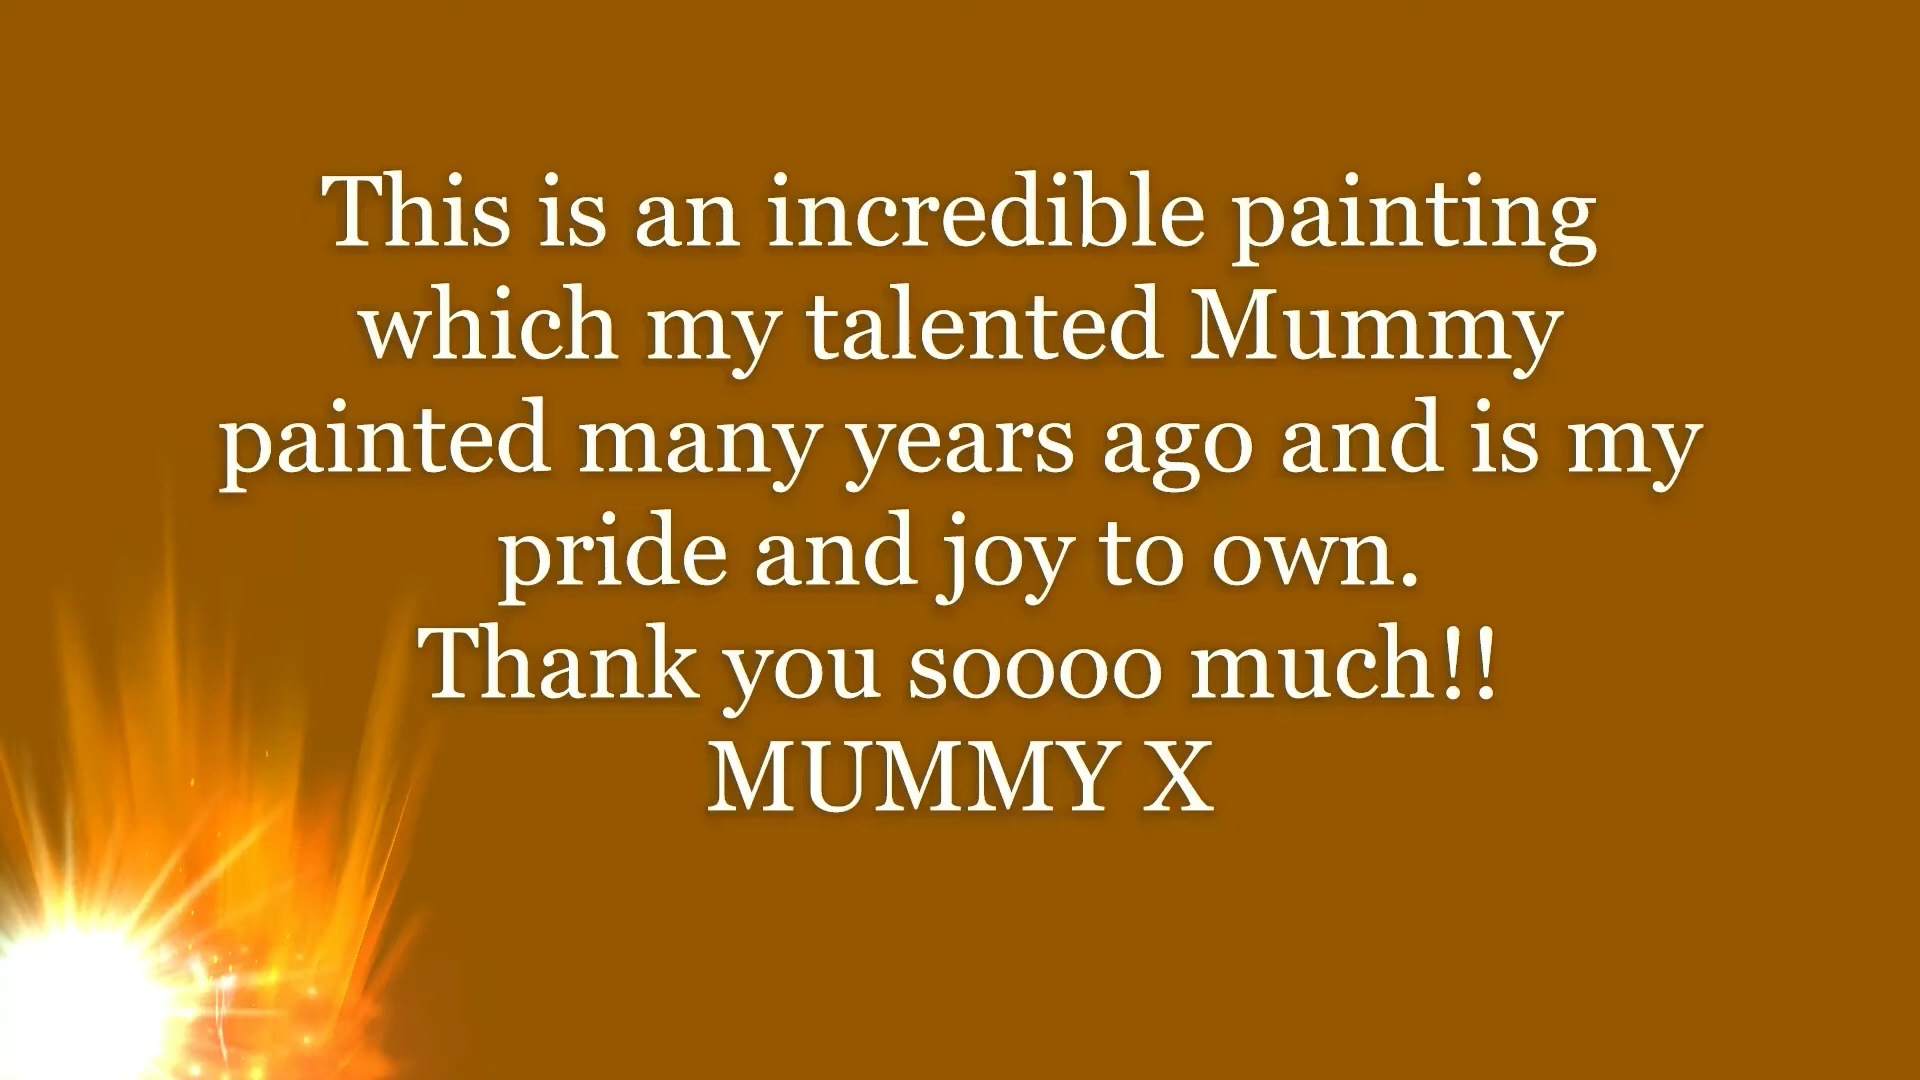 This is an incredible painting
which my talented Mummy
painted many years ago and is my
pride and joy to own.
Thank you soooo much!!
MUMMY X